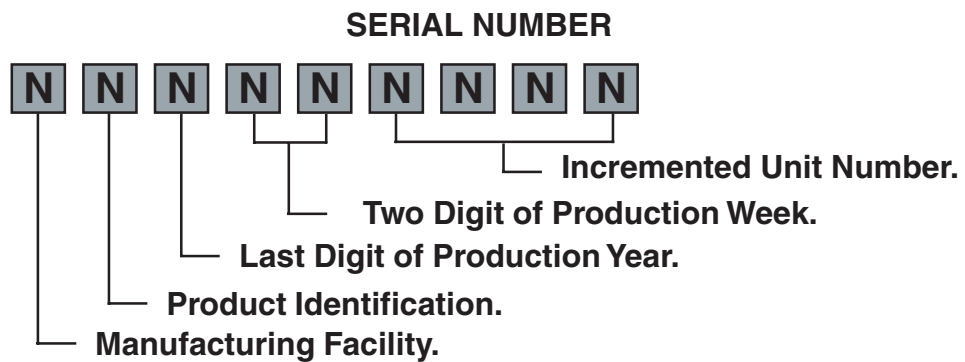 SERIAL NUMBER
N N N N N N N N N
Incremented Unit Number.
Two Digit of Production Week.
Last Digit of Production Year.
Product Identification.
Manufacturing Facility.